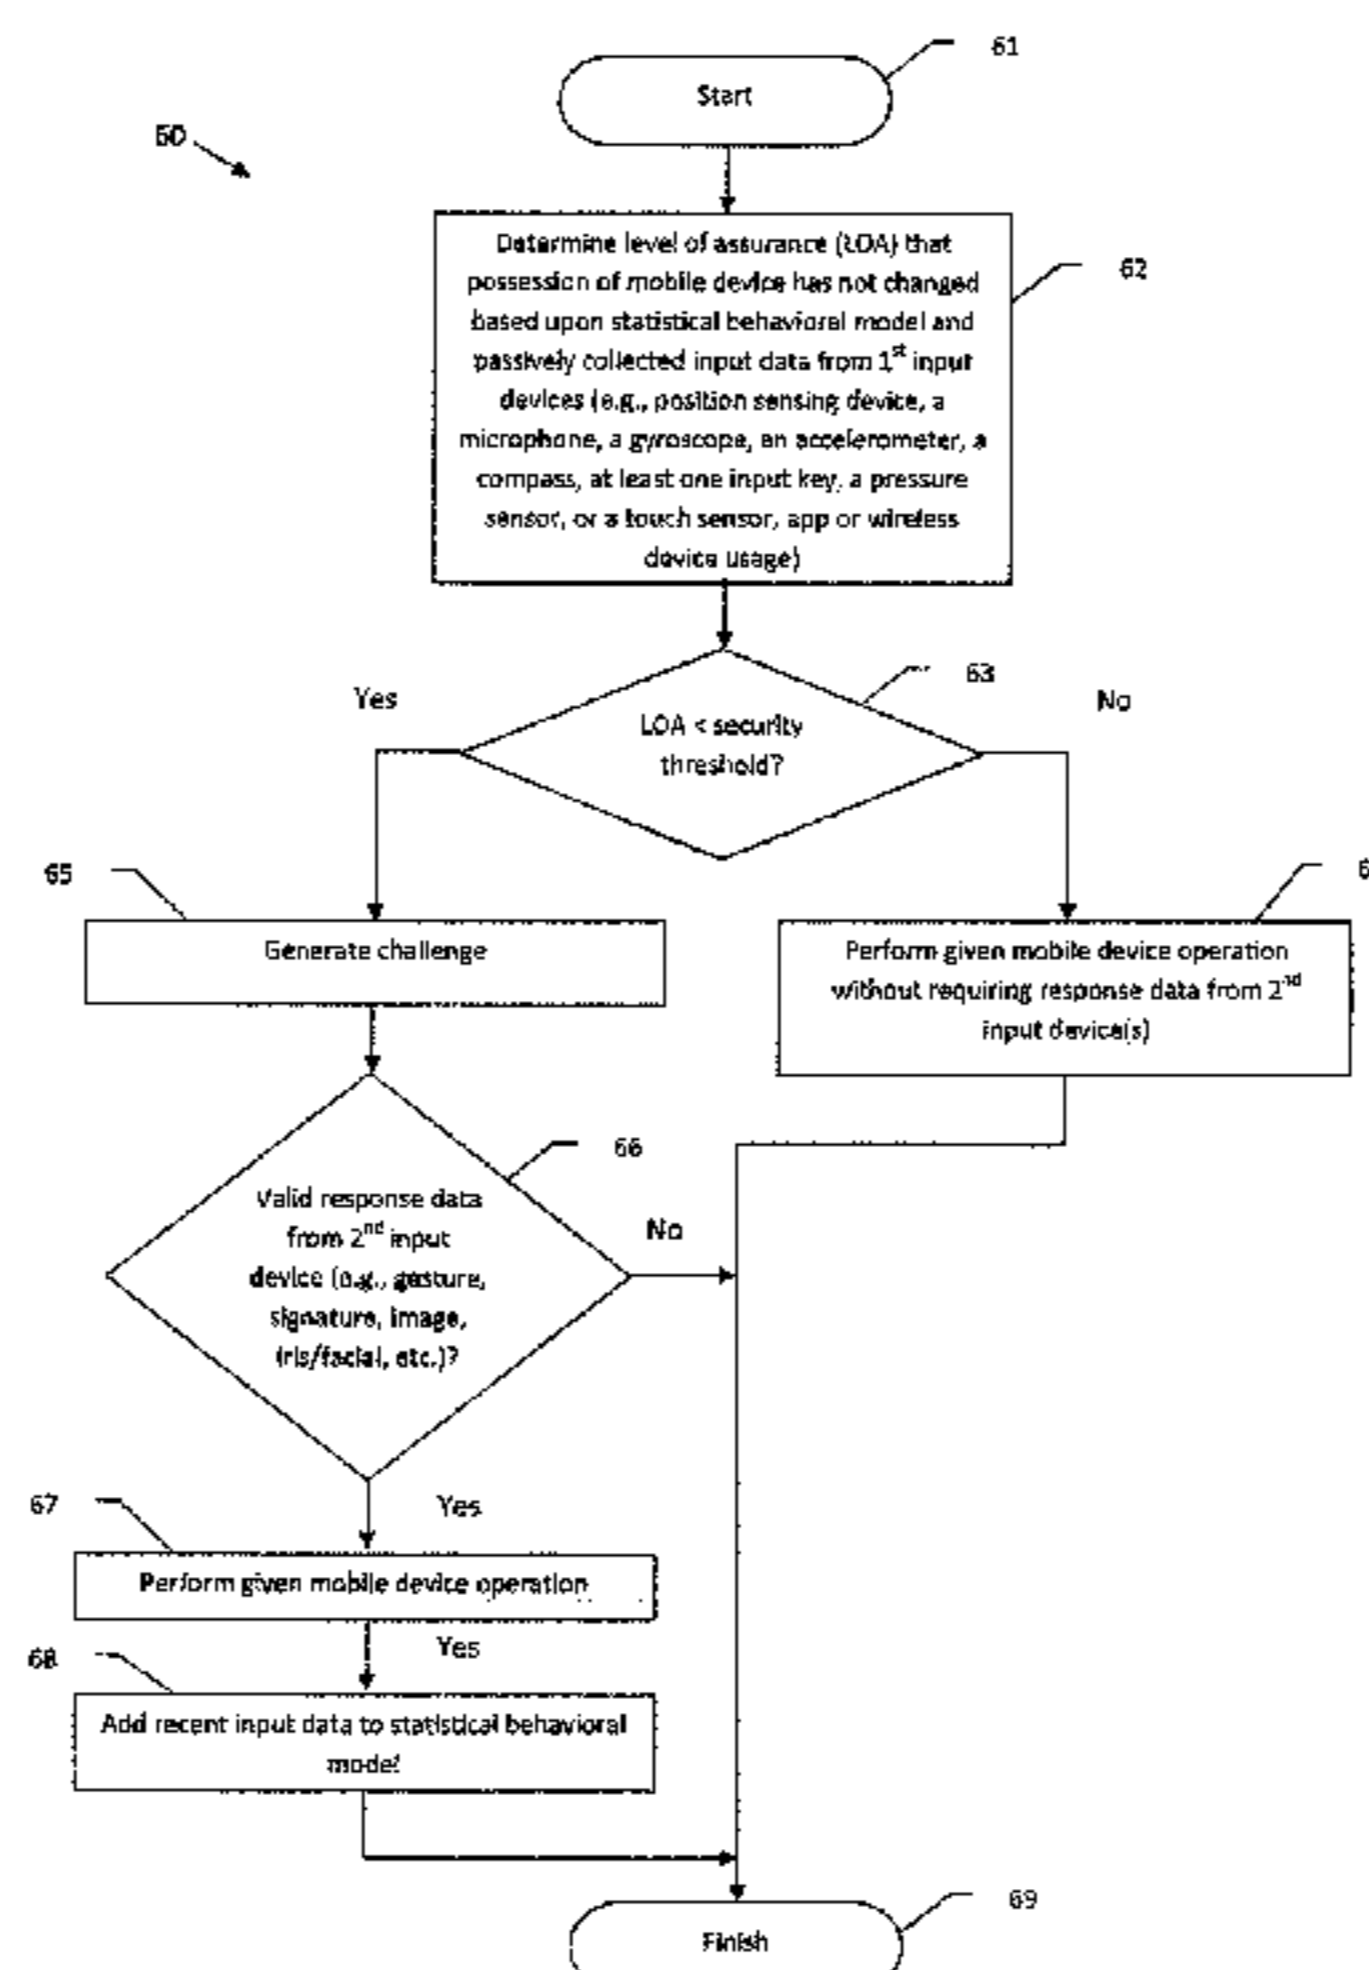 61
Start
60
Determine level of assurance (LOA) that
possession of mobile device has not changed
based upon statistical behavioral model and
passively collected input data from 1st input
devices (e.g., position sensing device, a
microphone, a gyroscope, an accelerometer, a
compass, at least one input key, a pressure
sensor, or a touch sensor, app or wireless
device usage)
62
63
Yes
No
LOA < security
threshold?
65
6
Generate challenge
Perform given mobile device operation
without requiring response data from 2nd
input device(s)
66
Valid response data
from 2nd input
device (e.g., gesture,
signature, image,
iris/facial, etc.)?
No
67
Yes
Perform given mobile device operation
Yes
68
Add recent input data to statistical behavioral
model
69
Finish